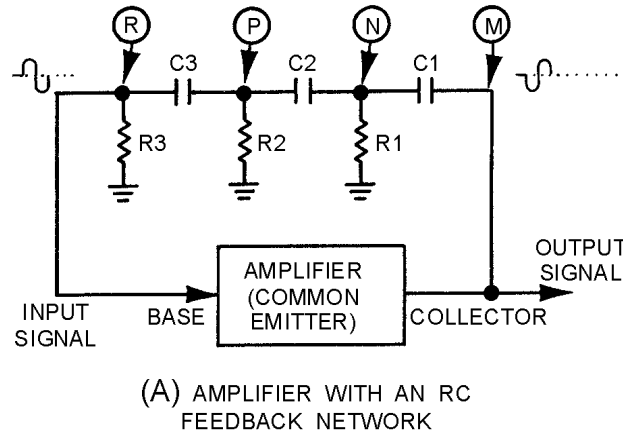 R P N M
C3 C2 C1
R3 R2 R1
AMPLIFIER
(COMMON
EMITTER)
OUTPUT
SIGNAL
INPUT
SIGNAL
BASE
COLLECTOR
(A) AMPLIFIER WITH AN RC
FEEDBACK NETWORK